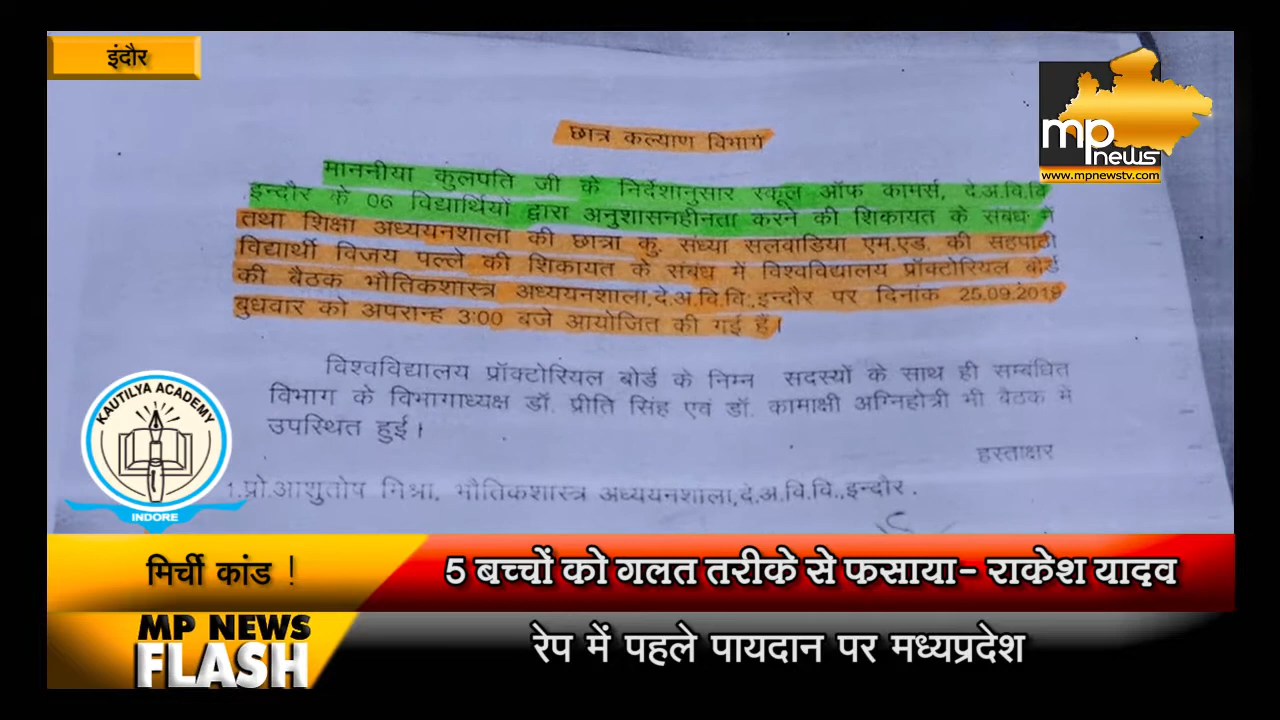 इंदौर
mp
news
www.mpnewstv.com
छात्र कल्याण विभाग
माननीया कुलपति जी के निर्देशानुसार स्कूल ऑफ कामर्स, दे.अ.वि.वि
इन्दौर के 06 विद्यार्थियों द्वारा अनुशासनहीनता करने की शिकायत के संबंध में
तथा शिक्षा अध्ययनशाला की छात्रा कु. संध्या सलवाडिया एम.एड. की सहपाठी
विद्यार्थी विजय पल्ले की शिकायत के संबंध में विश्वविद्यालय प्रॉक्टोरियल बोर्ड
की बैठक भौतिकशास्त्र अध्ययनशाला,दे.अ.वि.वि.,इन्दौर पर दिनांक 25.09.2019
बुधवार को अपरान्ह 3:00 बजे आयोजित की गई है।
विश्वविद्यालय प्रॉक्टोरियल बोर्ड के निम्न सदस्यों के साथ ही सम्बंधित
विभाग के विभागाध्यक्ष डॉ. प्रीति सिंह एवं डॉ. कामाक्षी अग्निहोत्री भी बैठक में
उपस्थित हुई।
हस्ताक्षर
1.प्रो.आशुतोष मिश्रा, भौतिकशास्त्र अध्ययनशाला,दे.अ.वि.वि.,इन्दौर.
KAUTILYA ACADEMY
INDORE
मिर्ची कांड !
5 बच्चों को गलत तरीके से फसाया- राकेश यादव
MP NEWS
FLASH
रेप में पहले पायदान पर मध्यप्रदेश